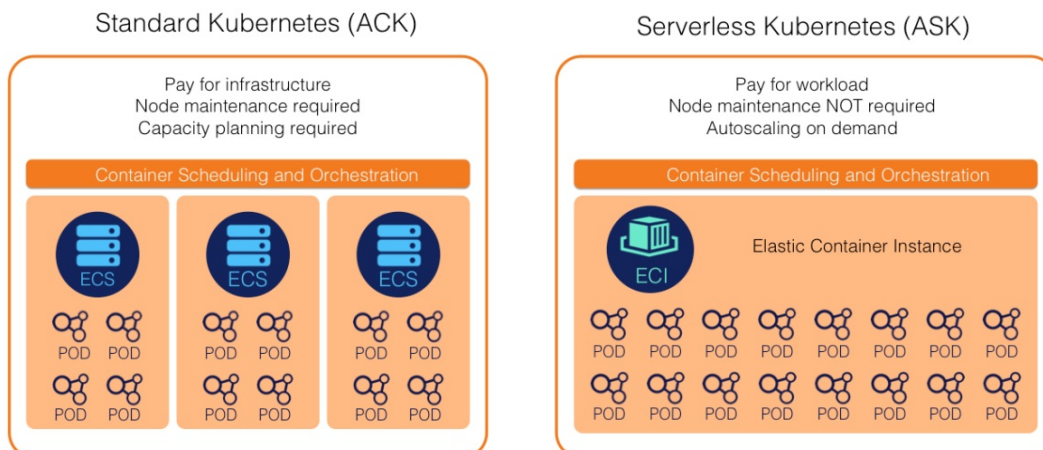 Standard Kubernetes (ACK)
Pay for infrastructure
Node maintenance required
Capacity planning required
Container Scheduling and Orchestration
ECS
ECS
ECS
POD POD
POD POD
POD POD
POD POD
POD POD
POD POD
Serverless Kubernetes (ASK)
Pay for workload
Node maintenance NOT required
Autoscaling on demand
Container Scheduling and Orchestration
ECI
Elastic Container Instance
POD POD POD POD POD POD POD POD
POD POD POD POD POD POD POD POD